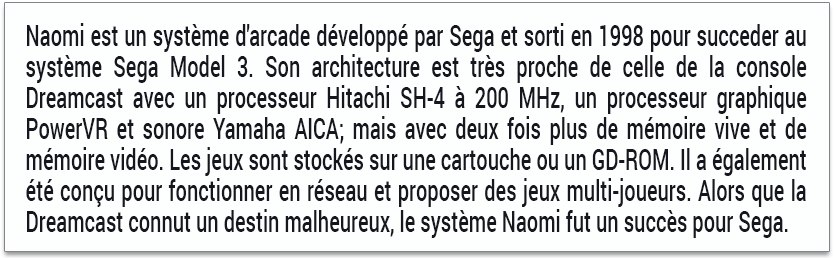 Naomi est un système d'arcade développé par Sega et sorti en 1998 pour succeder au
système Sega Model 3. Son architecture est très proche de celle de la console
Dreamcast avec un processeur Hitachi SH-4 à 200 MHz, un processeur graphique
PowerVR et sonore Yamaha AICA; mais avec deux fois plus de mémoire vive et de
mémoire vidéo. Les jeux sont stockés sur une cartouche ou un GD-ROM. Il a également
été conçu pour fonctionner en réseau et proposer des jeux multi-joueurs. Alors que la
Dreamcast connut un destin malheureux, le système Naomi fut un succès pour Sega.